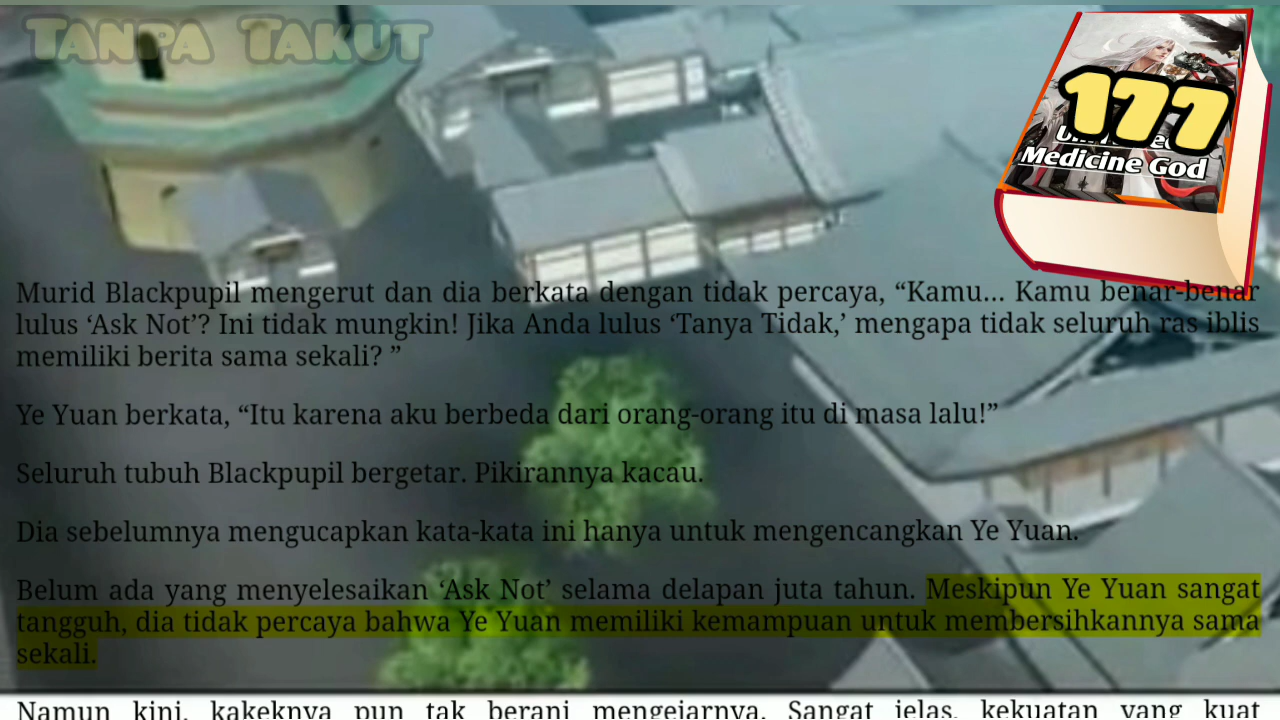 Tanpa Takut
177
Medicine God
Murid Blackpupil mengerut dan dia berkata dengan tidak percaya, “Kamu... Kamu benar-benar
lulus ‘Ask Not’? Ini tidak mungkin! Jika Anda lulus ‘Tanya Tidak,’ mengapa tidak seluruh ras iblis
memiliki berita sama sekali? ”
Ye Yuan berkata, “Itu karena aku berbeda dari orang-orang itu di masa lalu!”
Seluruh tubuh Blackpupil bergetar. Pikirannya kacau.
Dia sebelumnya mengucapkan kata-kata ini hanya untuk mengencangkan Ye Yuan.
Belum ada yang menyelesaikan ‘Ask Not’ selama delapan juta tahun. Meskipun Ye Yuan sangat
tangguh, dia tidak percaya bahwa Ye Yuan memiliki kemampuan untuk membersihkannya sama
sekali.
Namun kini, kakeknya pun tak berani mengejarnya. Sangat jelas, kekuatan yang kuat